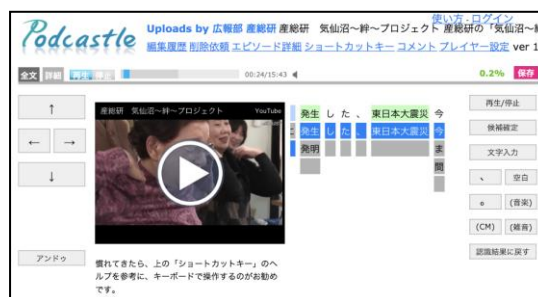 Podcastle
Uploads by 広報部 産総研 産総研 気仙沼~絆~プロジェクト 産総研の「気仙沼~
使い方・ログイン
編集履歴 削除依頼 エピソード詳細 ショートカットキー コメント プレイヤー設定 ver 1
全文 詳細 再生 停止 00:24/15:43 0.2% 保存
↑
← →
↓
アンドゥ
産総研 気仙沼~絆~プロジェクト YouTube
発生 し た 、 東日本大震災 今
発生 し た 、 東日本大震災 今
発明 ま
間
慣れてきたら、上の「ショートカットキー」のヘ
ルプを参考に、キーボードで操作するのがお勧め
です。
再生/停止
候補確定
文字入力
、 空白
。 (音楽)
(CM) (雑音)
認識結果に戻す